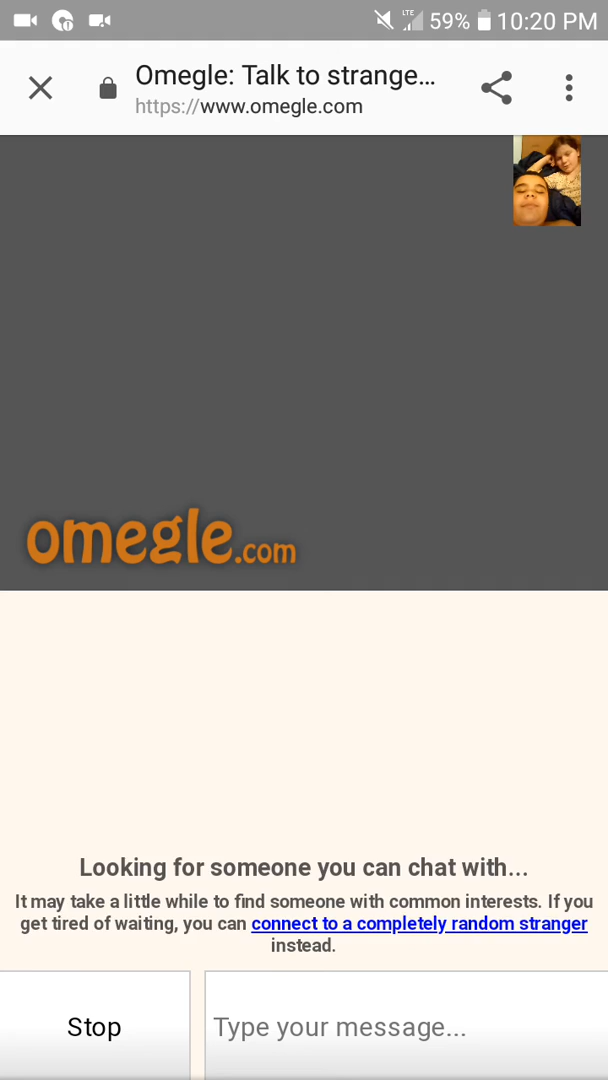 LTE 59% 10:20 PM
Omegle: Talk to strange...
https://www.omegle.com
omegle.com
Looking for someone you can chat with...
It may take a little while to find someone with common interests. If you
get tired of waiting, you can connect to a completely random stranger
instead.
Stop
Type your message...